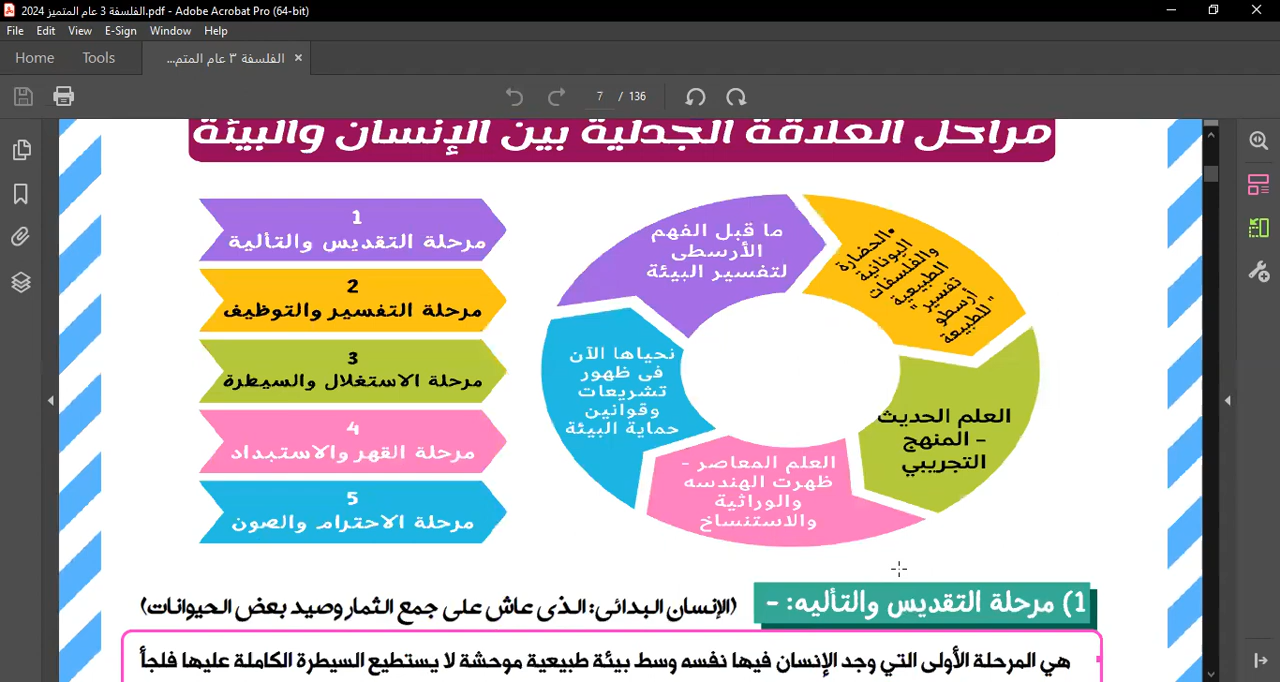 الفلسفة 3 عام المتميز 2024.pdf - Adobe Acrobat Pro (64-bit)
File Edit View E-Sign Window Help
Home Tools الفلسفة ٣ عام المتم... ×
7 / 136
مراحل العلاقة الجدلية بين الإنسان والبيئة
1
مرحلة التقديس والتألية
2
مرحلة التفسير والتوظيف
3
مرحلة الاستغلال والسيطرة
4
مرحلة القهر والاستبداد
5
مرحلة الاحترام والصون
ما قبل الفهم
الأرسطى
لتفسير البيئة
•الحضارة
اليونانية
والفلسفات
الطبيعية
" تفسير
أرسطو
للطبيعة"
العلم الحديث
– المنهج
التجريبي
العلم المعاصر –
ظهرت الهندسه
والوراثية
والاستنساخ
نحياها الآن
فى ظهور
تشريعات
وقوانين
حماية البيئة
1) مرحلة التقديس والتأليه: - (الإنسان البدائى: الذى عاش على جمع الثمار وصيد بعض الحيوانات)
هي المرحلة الأولى التي وجد الإنسان فيها نفسه وسط بيئة طبيعية موحشة لا يستطيع السيطرة الكاملة عليها فلجأ